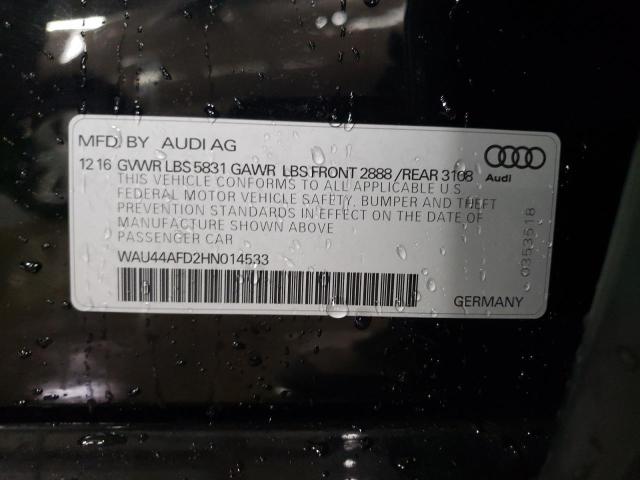 MFD. BY AUDI AG
12 16 GVWR LBS 5831 GAWR LBS FRONT 2888 /REAR 3108
THIS VEHICLE CONFORMS TO ALL APPLICABLE U.S.
FEDERAL MOTOR VEHICLE SAFETY, BUMPER AND THEFT
PREVENTION STANDARDS IN EFFECT ON THE DATE OF
MANUFACTURE SHOWN ABOVE
PASSENGER CAR
WAU44AFD2HN014533
GERMANY
Audi
0353518